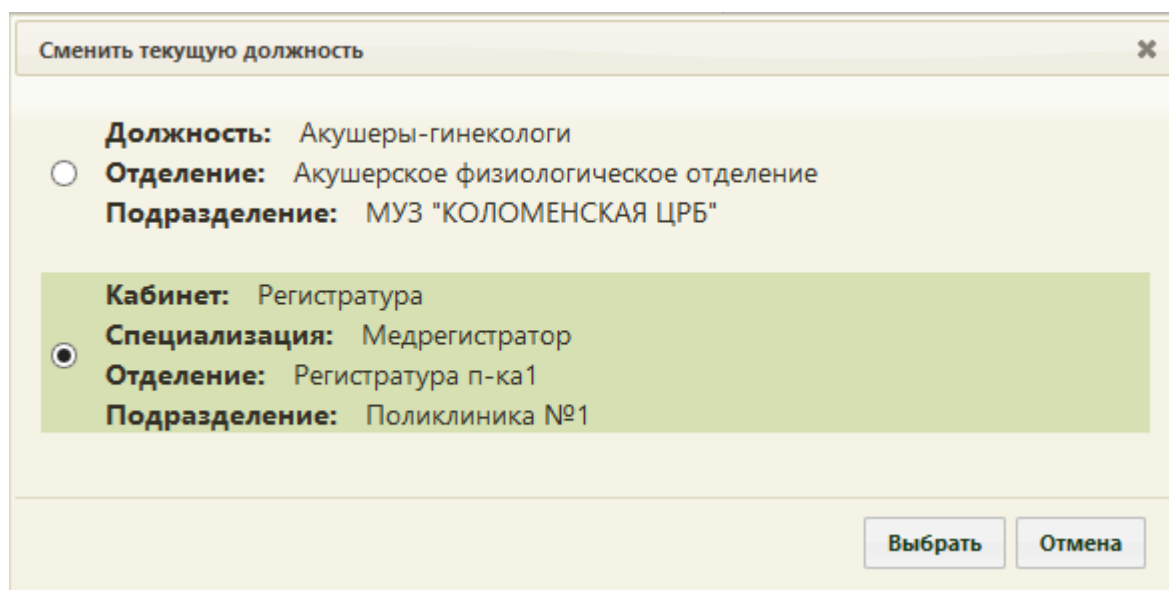 Сменить текущую должность
Должность: Акушеры-гинекологи
Отделение: Акушерское физиологическое отделение
Подразделение: МУЗ "КОЛОМЕНСКАЯ ЦРБ"
Кабинет: Регистратура
Специализация: Медрегистратор
Отделение: Регистратура п-ка1
Подразделение: Поликлиника №1
Выбрать Отмена